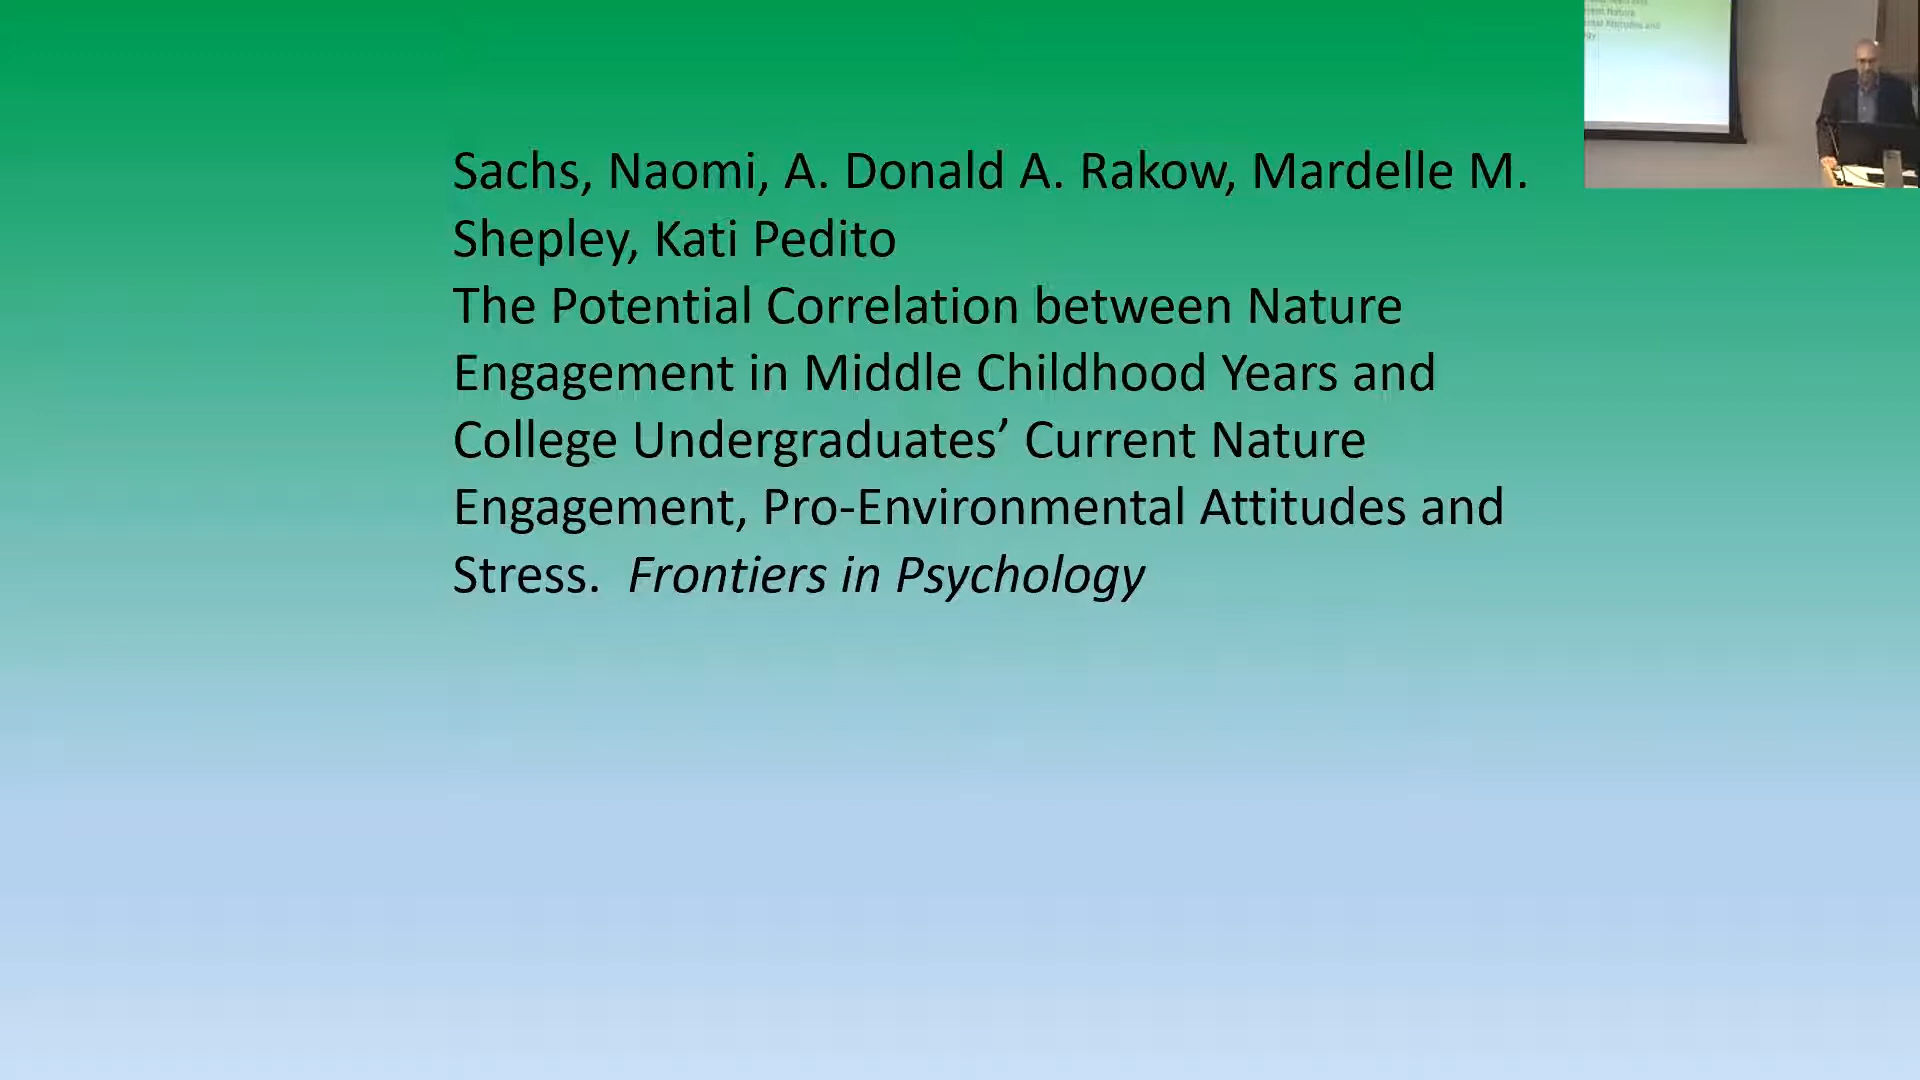 Sachs, Naomi, A. Donald A. Rakow, Mardelle M.
Shepley, Kati Pedito
The Potential Correlation between Nature
Engagement in Middle Childhood Years and
College Undergraduates’ Current Nature
Engagement, Pro-Environmental Attitudes and
Stress.  Frontiers in Psychology